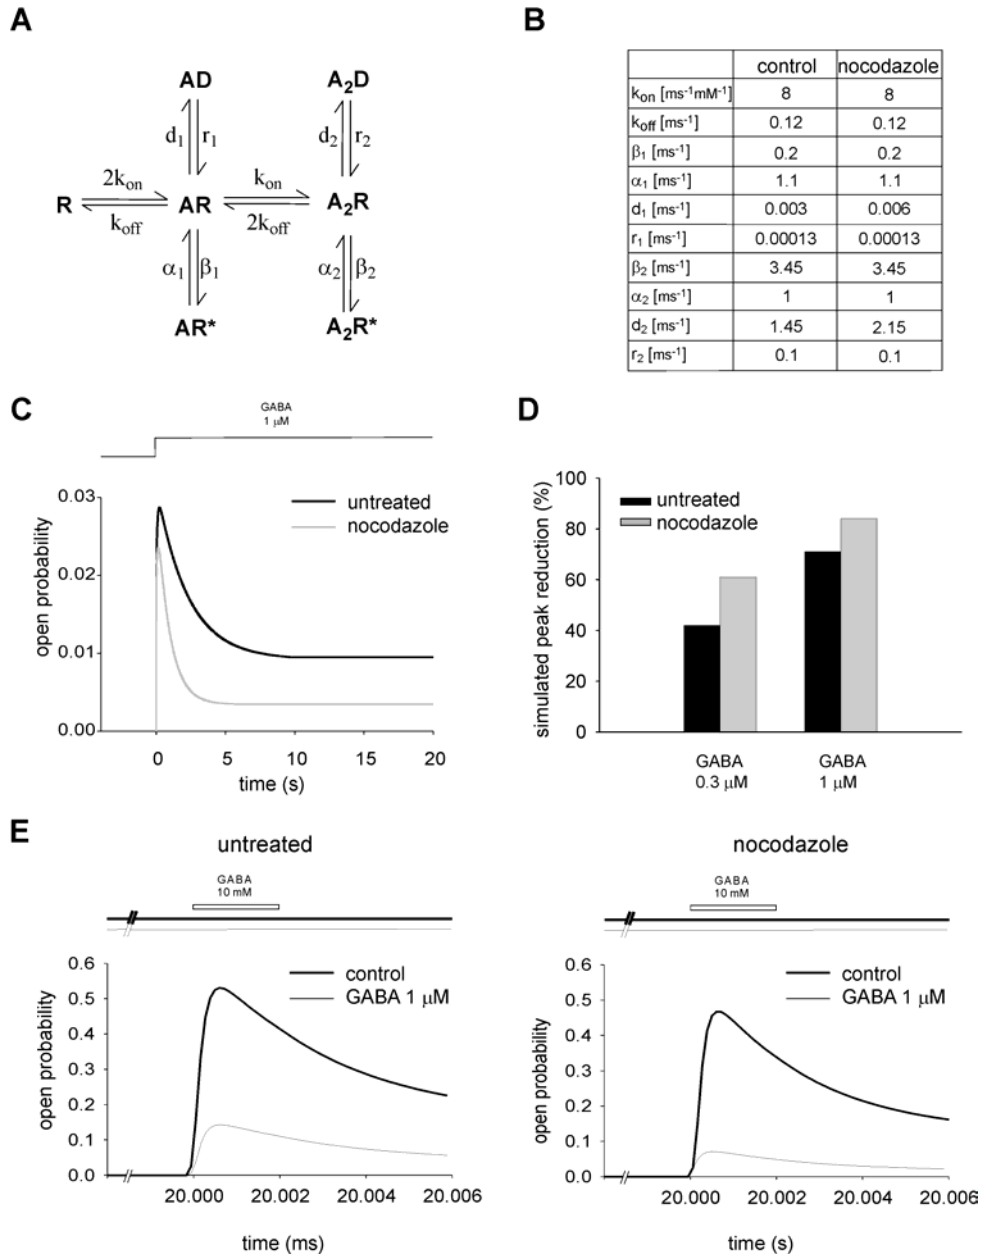 A
AD A₂D
d₁ r₁ d₂ r₂
2kon kon
R AR A₂R
koff 2koff
α₁ β₁ α₂ β₂
AR* A₂R*
B
control nocodazole
kon [ms-1mM-1] 8 8
koff [ms-1] 0.12 0.12
β₁ [ms-1] 0.2 0.2
α₁ [ms-1] 1.1 1.1
d₁ [ms-1] 0.003 0.006
r₁ [ms-1] 0.00013 0.00013
β₂ [ms-1] 3.45 3.45
α₂ [ms-1] 1 1
d₂ [ms-1] 1.45 2.15
r₂ [ms-1] 0.1 0.1
C
GABA
1 μM
open probability
0.03
0.02
0.01
0.00
untreated
nocodazole
0 5 10 15 20
time (s)
D
simulated peak reduction (%)
100
80
60
40
20
0
untreated
nocodazole
GABA GABA
0.3 μM 1 μM
E
untreated
GABA
10 mM
open probability
0.6
0.5
0.4
0.3
0.2
0.1
0.0
control
GABA 1 μM
20.000 20.002 20.004 20.006
time (ms)
nocodazole
GABA
10 mM
open probability
0.6
0.5
0.4
0.3
0.2
0.1
0.0
control
GABA 1 μM
20.000 20.002 20.004 20.006
time (s)